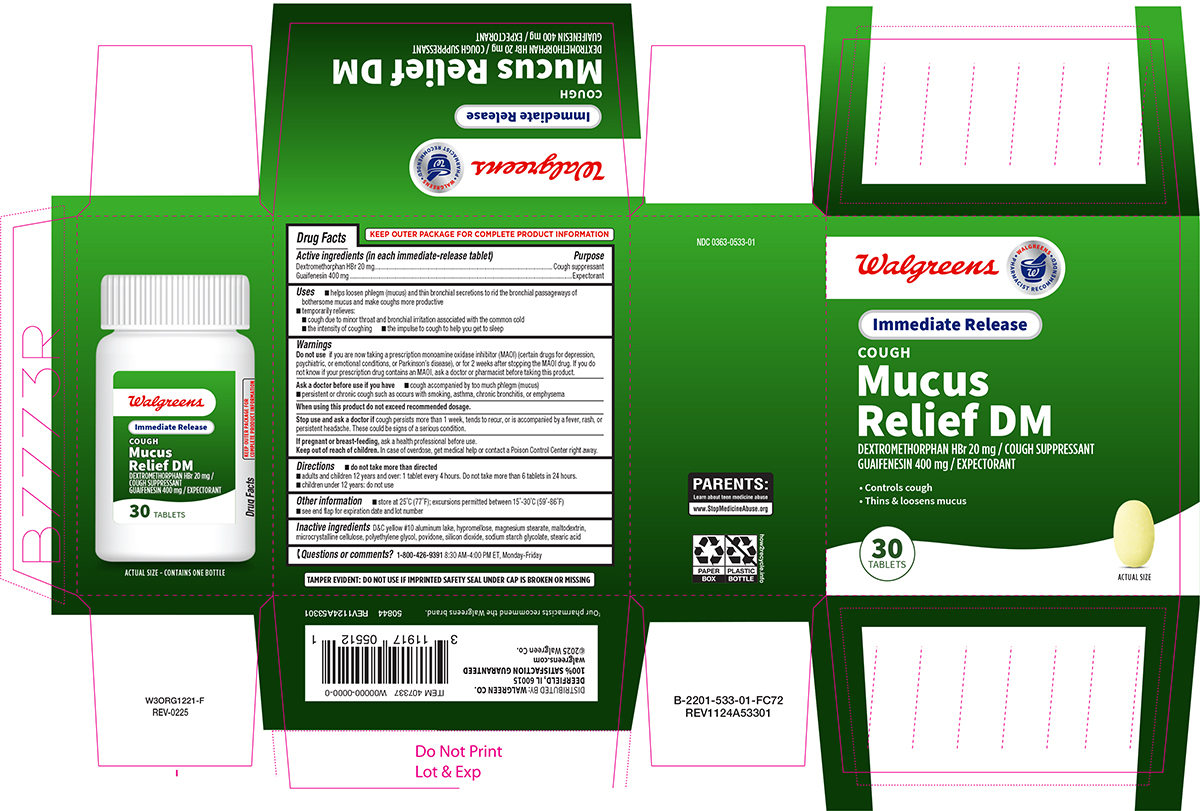 GUAIFENESIN 400 mg / EXPECTORANT
DEXTROMETHORPHAN HBr 20 mg / COUGH SUPPRESSANT
Mucus Relief DM
COUGH
Immediate Release
Walgreens
WALGREENS
PHARMACIST RECOMMENDED‡
B7773R
Walgreens
Immediate Release
COUGH
Mucus
Relief DM
DEXTROMETHORPHAN HBr 20 mg /
COUGH SUPPRESSANT
GUAIFENESIN 400 mg / EXPECTORANT
30 TABLETS
KEEP OUTER PACKAGE FOR
COMPLETE PRODUCT INFORMATION
Drug Facts
ACTUAL SIZE – CONTAINS ONE BOTTLE
W3ORG1221-F
REV-0225
Drug Facts
KEEP OUTER PACKAGE FOR COMPLETE PRODUCT INFORMATION
Active ingredients (in each immediate-release tablet) Purpose
Dextromethorphan HBr 20 mg......Cough suppressant
Guaifenesin 400 mg......Expectorant
Uses ■ helps loosen phlegm (mucus) and thin bronchial secretions to rid the bronchial passageways of
bothersome mucus and make coughs more productive
■ temporarily relieves:
■ cough due to minor throat and bronchial irritation associated with the common cold
■ the intensity of coughing ■ the impulse to cough to help you get to sleep
Warnings
Do not use if you are now taking a prescription monoamine oxidase inhibitor (MAOI) (certain drugs for depression,
psychiatric, or emotional conditions, or Parkinson's disease), or for 2 weeks after stopping the MAOI drug. If you do
not know if your prescription drug contains an MAOI, ask a doctor or pharmacist before taking this product.
Ask a doctor before use if you have ■ cough accompanied by too much phlegm (mucus)
■ persistent or chronic cough such as occurs with smoking, asthma, chronic bronchitis, or emphysema
When using this product do not exceed recommended dosage.
Stop use and ask a doctor if cough persists more than 1 week, tends to recur, or is accompanied by a fever, rash, or
persistent headache. These could be signs of a serious condition.
If pregnant or breast-feeding, ask a health professional before use.
Keep out of reach of children. In case of overdose, get medical help or contact a Poison Control Center right away.
Directions ■ do not take more than directed
■ adults and children 12 years and over: 1 tablet every 4 hours. Do not take more than 6 tablets in 24 hours.
■ children under 12 years: do not use
Other information ■ store at 25°C (77°F); excursions permitted between 15°-30°C (59°-86°F)
■ see end flap for expiration date and lot number
Inactive ingredients D&C yellow #10 aluminum lake, hypromellose, magnesium stearate, maltodextrin,
microcrystalline cellulose, polyethylene glycol, povidone, silicon dioxide, sodium starch glycolate, stearic acid
Questions or comments? 1-800-426-9391 8:30 AM-4:00 PM ET, Monday-Friday
TAMPER EVIDENT: DO NOT USE IF IMPRINTED SAFETY SEAL UNDER CAP IS BROKEN OR MISSING
‡Our pharmacists recommend the Walgreens brand.
50844 REV1124A53301
DISTRIBUTED BY: WALGREEN CO.
DEERFIELD, IL 60015
100% SATISFACTION GUARANTEED
walgreens.com
©2025 Walgreen Co.
ITEM 407337 W00000-0000-0
3 11917 05512 1
Do Not Print
Lot & Exp
NDC 0363-0533-01
PARENTS:
Learn about teen medicine abuse
www.StopMedicineAbuse.org
PAPER
BOX
PLASTIC
BOTTLE
how2recycle.info
B-2201-533-01-FC72
REV1124A53301
Walgreens
WALGREENS
PHARMACIST RECOMMENDED‡
Immediate Release
COUGH
Mucus
Relief DM
DEXTROMETHORPHAN HBr 20 mg / COUGH SUPPRESSANT
GUAIFENESIN 400 mg / EXPECTORANT
• Controls cough
• Thins & loosens mucus
30
TABLETS
ACTUAL SIZE